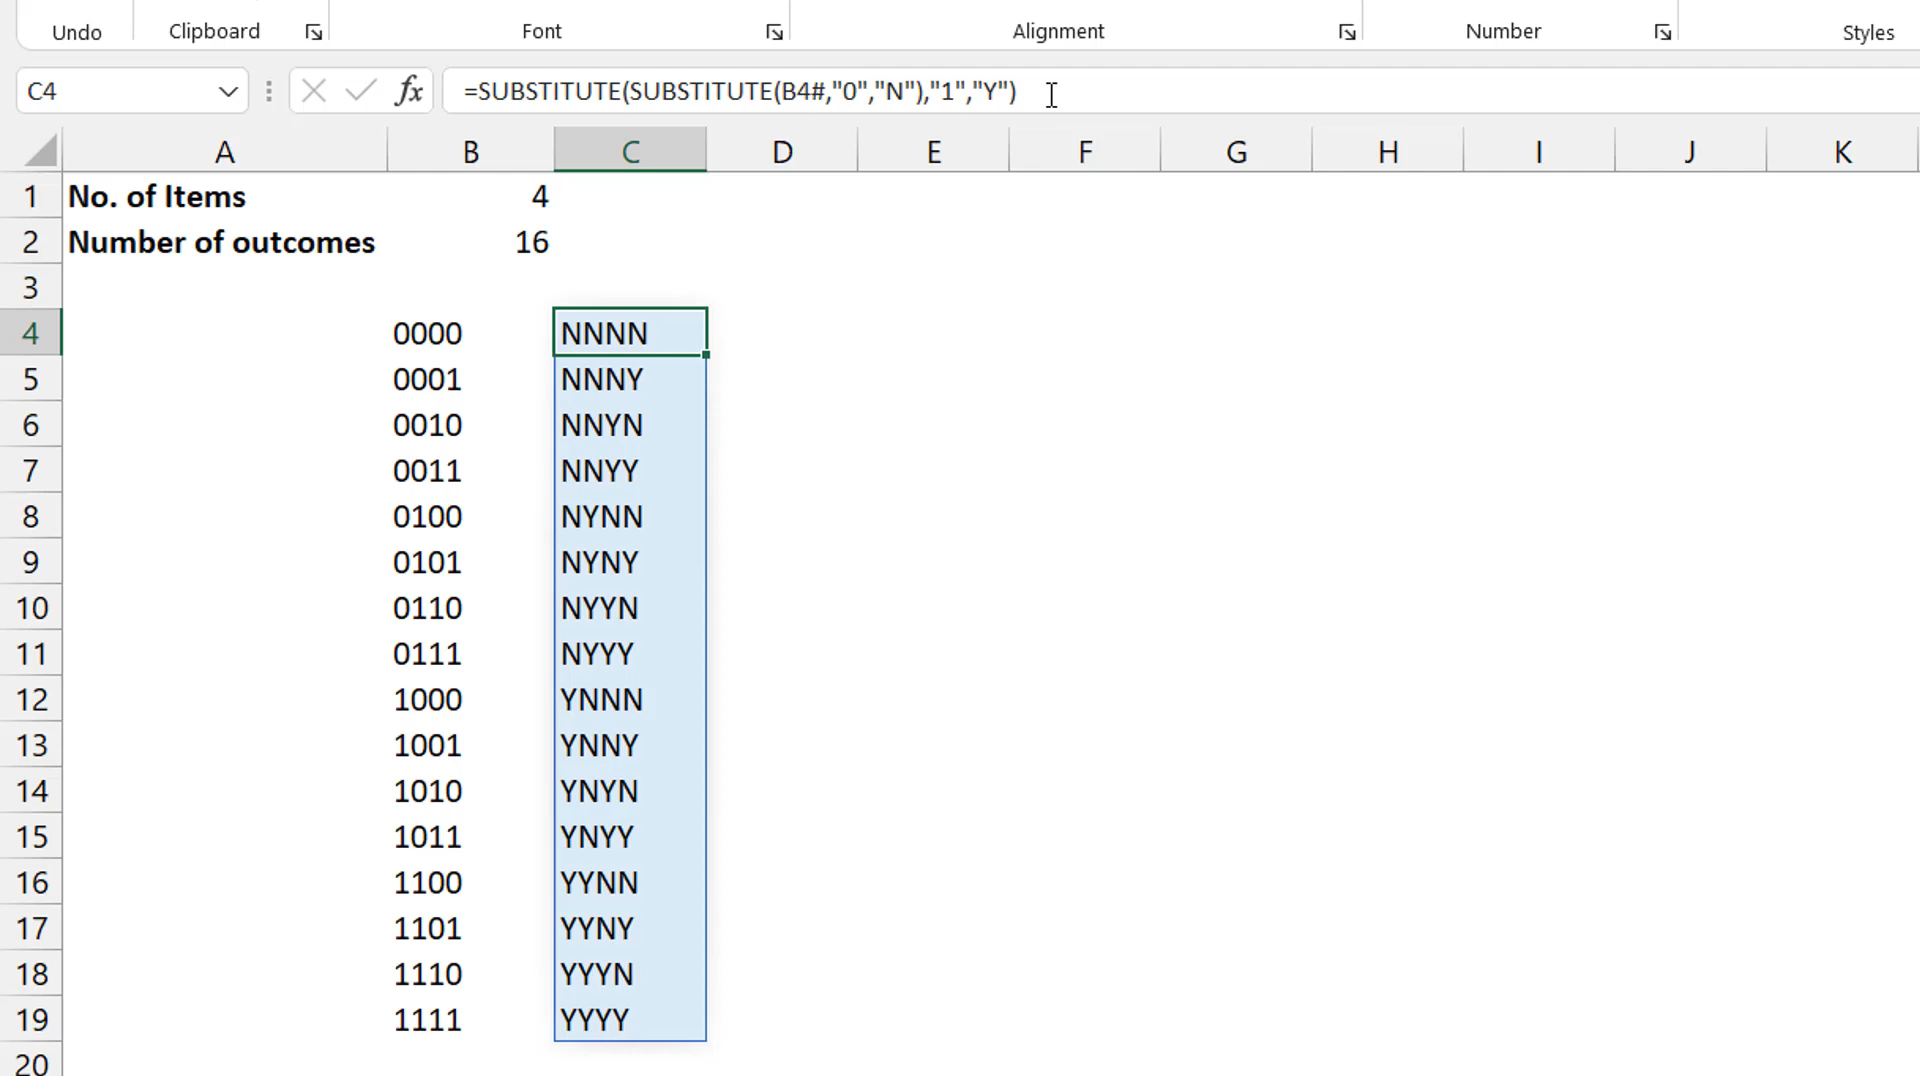 Undo Clipboard Font Alignment Number Styles
C4 fx =SUBSTITUTE(SUBSTITUTE(B4#,"0","N"),"1","Y")
A B C D E F G H I J K
1 No. of Items 4
2 Number of outcomes 16
3
4 0000 NNNN
5 0001 NNNY
6 0010 NNYN
7 0011 NNYY
8 0100 NYNN
9 0101 NYNY
10 0110 NYYN
11 0111 NYYY
12 1000 YNNN
13 1001 YNNY
14 1010 YNYN
15 1011 YNYY
16 1100 YYNN
17 1101 YYNY
18 1110 YYYN
19 1111 YYYY
20